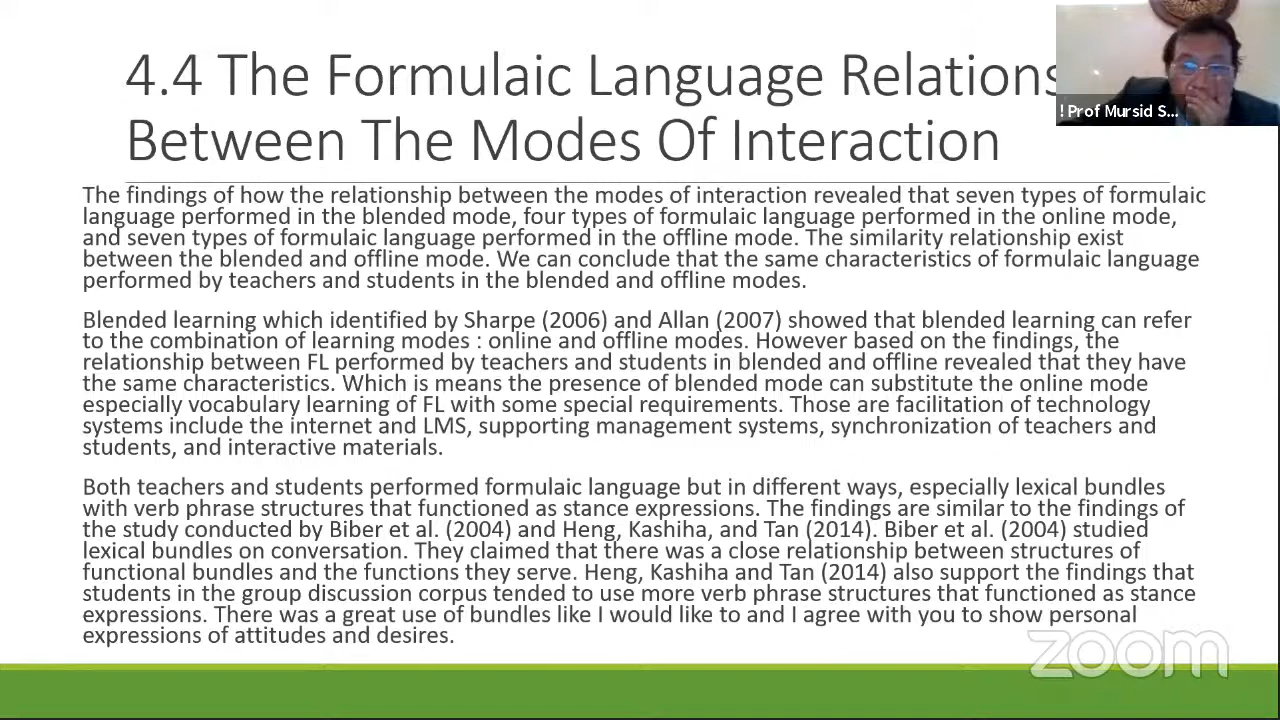 4.4 The Formulaic Language Relations
Between The Modes Of Interaction
! Prof Mursid S...
The findings of how the relationship between the modes of interaction revealed that seven types of formulaic
language performed in the blended mode, four types of formulaic language performed in the online mode,
and seven types of formulaic language performed in the offline mode. The similarity relationship exist
between the blended and offline mode. We can conclude that the same characteristics of formulaic language
performed by teachers and students in the blended and offline modes.
Blended learning which identified by Sharpe (2006) and Allan (2007) showed that blended learning can refer
to the combination of learning modes : online and offline modes. However based on the findings, the
relationship between FL performed by teachers and students in blended and offline revealed that they have
the same characteristics. Which is means the presence of blended mode can substitute the online mode
especially vocabulary learning of FL with some special requirements. Those are facilitation of technology
systems include the internet and LMS, supporting management systems, synchronization of teachers and
students, and interactive materials.
Both teachers and students performed formulaic language but in different ways, especially lexical bundles
with verb phrase structures that functioned as stance expressions. The findings are similar to the findings of
the study conducted by Biber et al. (2004) and Heng, Kashiha, and Tan (2014). Biber et al. (2004) studied
lexical bundles on conversation. They claimed that there was a close relationship between structures of
functional bundles and the functions they serve. Heng, Kashiha and Tan (2014) also support the findings that
students in the group discussion corpus tended to use more verb phrase structures that functioned as stance
expressions. There was a great use of bundles like I would like to and I agree with you to show personal
expressions of attitudes and desires.
zoom